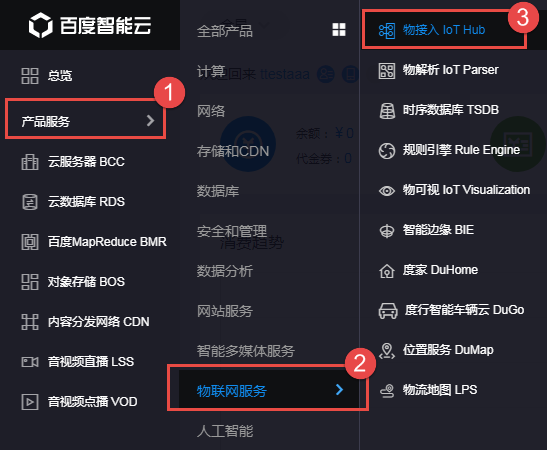 百度智能云
总览
产品服务
1
云服务器 BCC
云数据库 RDS
百度MapReduce BMR
对象存储 BOS
内容分发网络 CDN
音视频直播 LSS
音视频点播 VOD
全部产品
计算
回来 ttestaaa
网络
余额：¥ 0
存储和CDN
代金券：0
数据库
安全和管理
消费趋势
数据分析
网站服务
智能多媒体服务
2
物联网服务
人工智能
3
物接入 IoT Hub
物解析 IoT Parser
时序数据库 TSDB
规则引擎 Rule Engine
物可视 IoT Visualization
智能边缘 BIE
度家 DuHome
度行智能车辆云 DuGo
位置服务 DuMap
物流地图 LPS